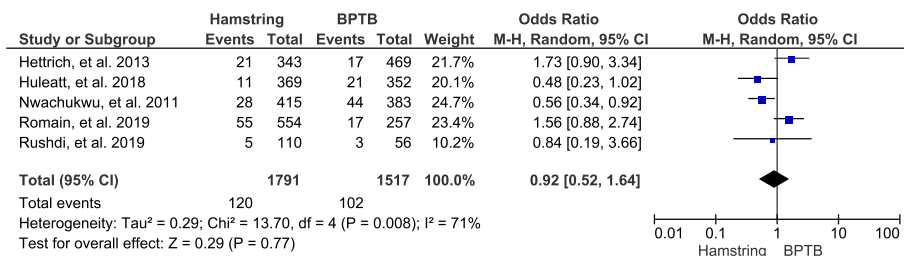 Hamstring BPTB Odds Ratio Odds Ratio
Study or Subgroup Events Total Events Total Weight M-H, Random, 95% CI M-H, Random, 95% CI
Hettrich, et al. 2013 21 343 17 469 21.7% 1.73 [0.90, 3.34]
Huleatt, et al. 2018 11 369 21 352 20.1% 0.48 [0.23, 1.02]
Nwachukwu, et al. 2011 28 415 44 383 24.7% 0.56 [0.34, 0.92]
Romain, et al. 2019 55 554 17 257 23.4% 1.56 [0.88, 2.74]
Rushdi, et al. 2019 5 110 3 56 10.2% 0.84 [0.19, 3.66]
Total (95% CI) 1791 1517 100.0% 0.92 [0.52, 1.64]
Total events 120 102
Heterogeneity: Tau² = 0.29; Chi² = 13.70, df = 4 (P = 0.008); I² = 71%
Test for overall effect: Z = 0.29 (P = 0.77)
0.01 0.1 1 10 100
Hamstring BPTB